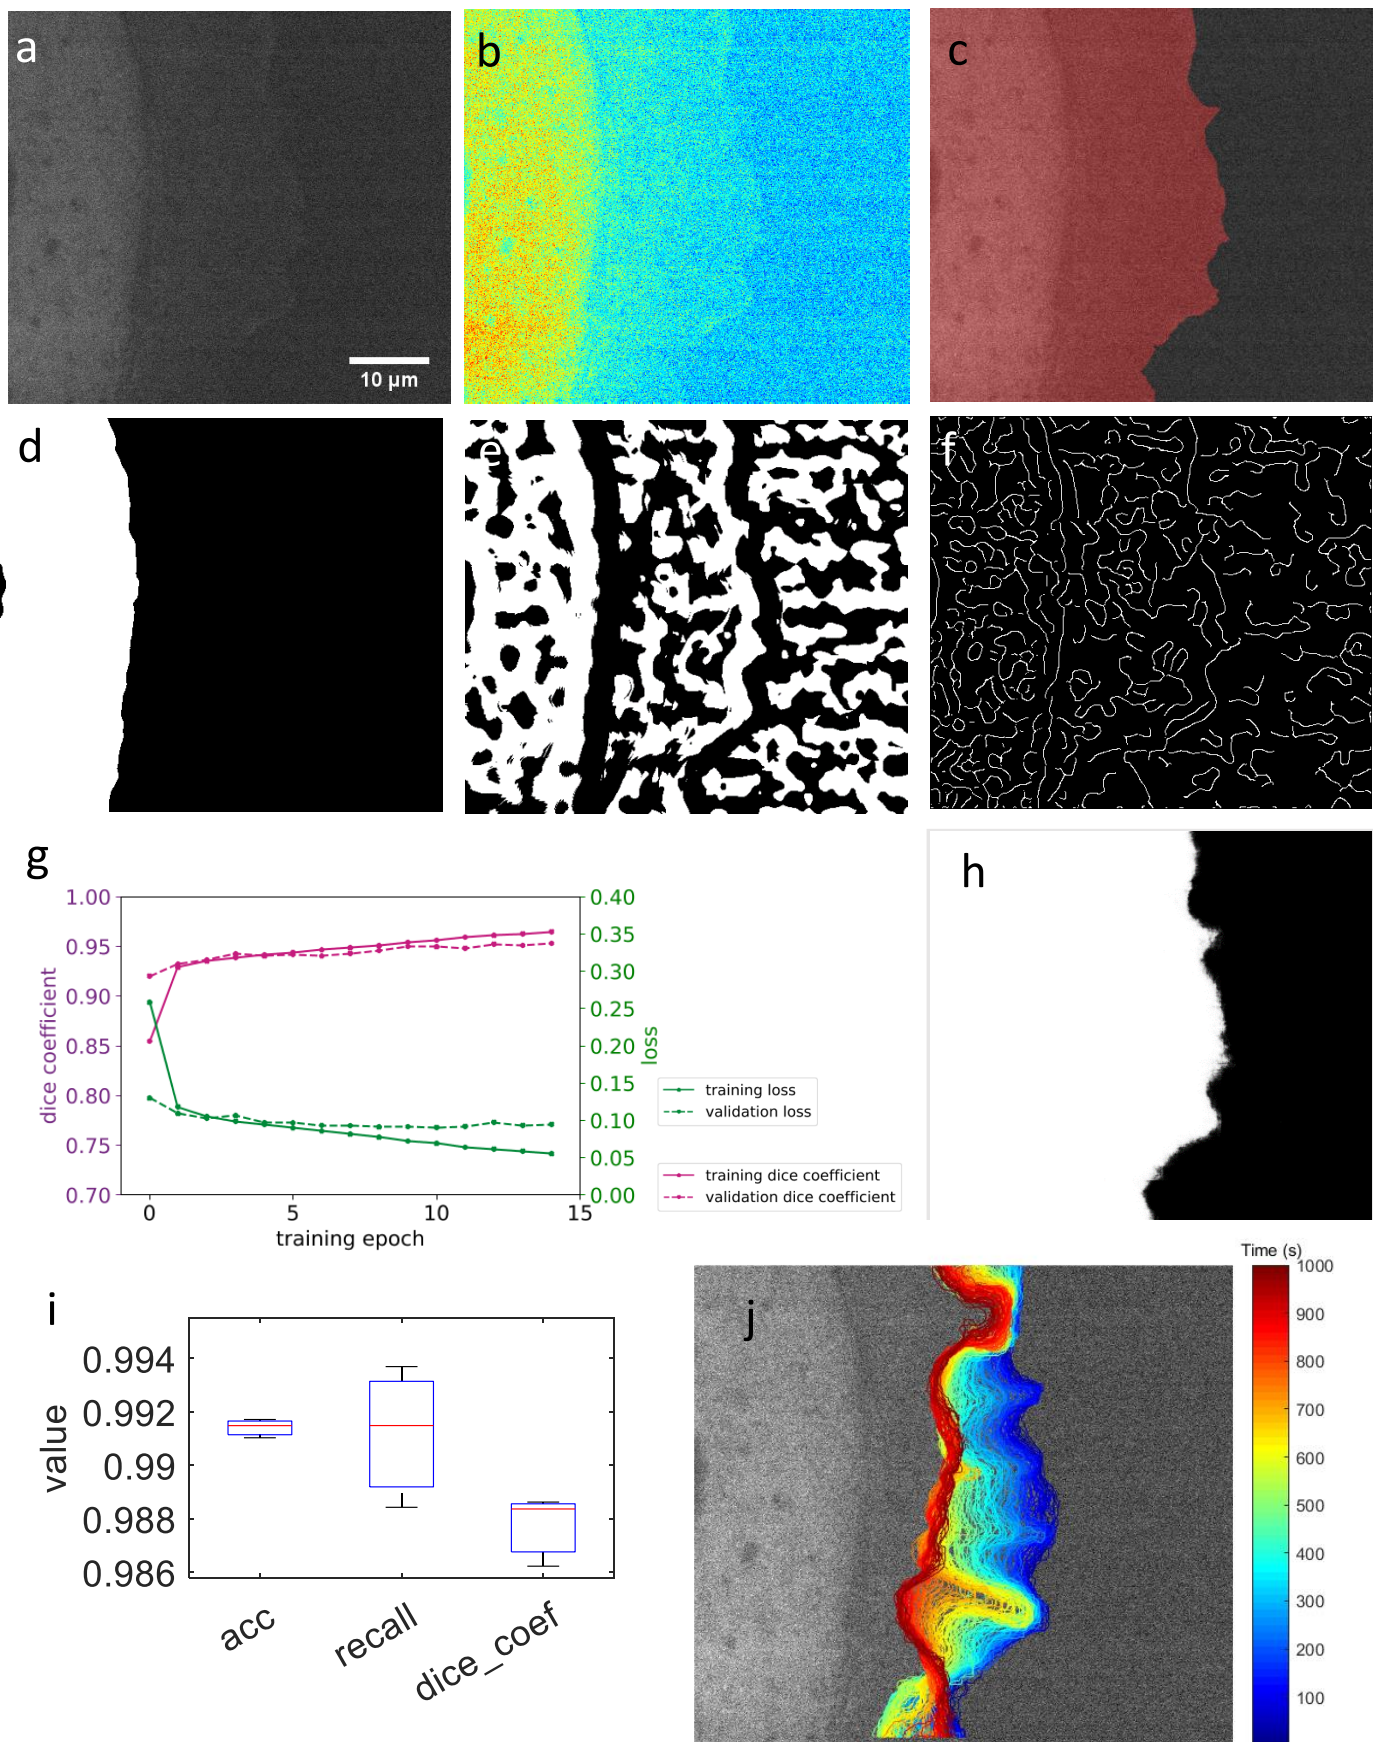 a
b
c
10 µm
d
e
f
g
h
1.00
0.95
0.90
0.85
0.80
0.75
0.70
dice coefficient
0.40
0.35
0.30
0.25
0.20
0.15
0.10
0.05
0.00
loss
0
5
10
15
training epoch
training loss
validation loss
training dice coefficient
validation dice coefficient
i
0.994
0.992
0.99
0.988
0.986
value
acc
recall
dice_coef
j
Time (s)
1000
900
800
700
600
500
400
300
200
100